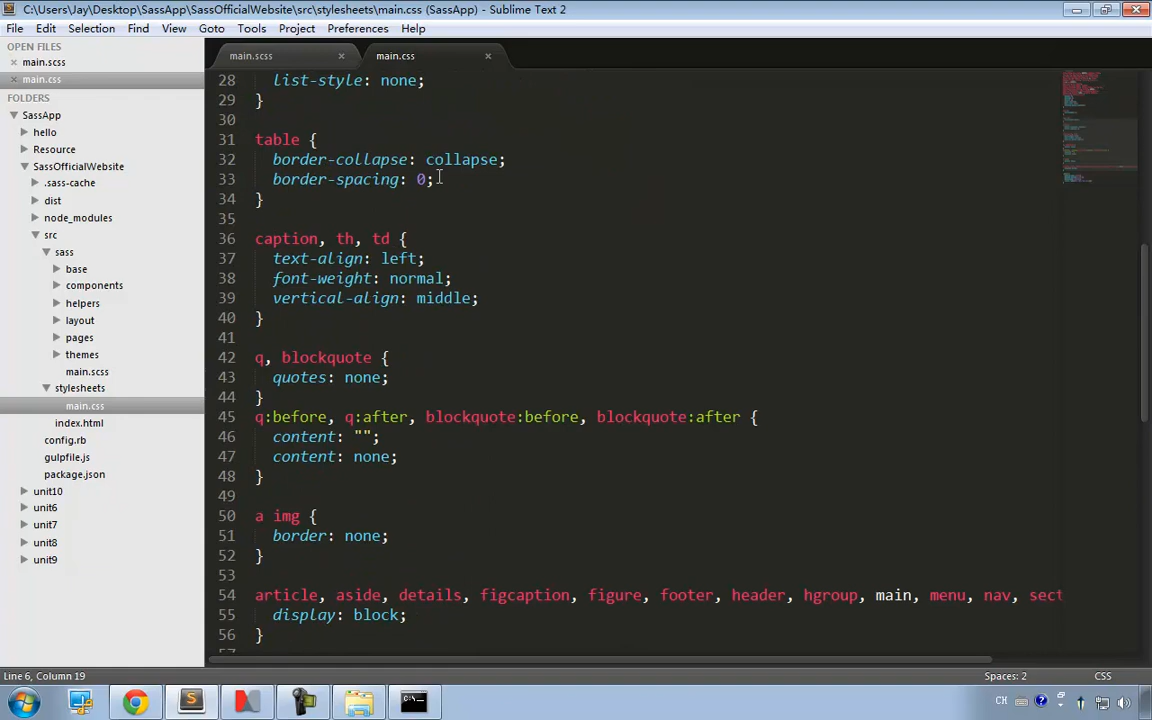 C:\Users\Jay\Desktop\SassApp\SassOfficialWebsite\src\stylesheets\main.css (SassApp) - Sublime Text 2
File Edit Selection Find View Goto Tools Project Preferences Help
OPEN FILES
main.scss
main.css
FOLDERS
SassApp
hello
Resource
SassOfficialWebsite
.sass-cache
dist
node_modules
src
sass
base
components
helpers
layout
pages
themes
main.scss
stylesheets
main.css
index.html
config.rb
gulpfile.js
package.json
unit10
unit6
unit7
unit8
unit9
main.scss main.css
28 list-style: none;
29 }
30
31 table {
32 border-collapse: collapse;
33 border-spacing: 0;
34 }
35
36 caption, th, td {
37 text-align: left;
38 font-weight: normal;
39 vertical-align: middle;
40 }
41
42 q, blockquote {
43 quotes: none;
44 }
45 q:before, q:after, blockquote:before, blockquote:after {
46 content: "";
47 content: none;
48 }
49
50 a img {
51 border: none;
52 }
53
54 article, aside, details, figcaption, figure, footer, header, hgroup, main, menu, nav, sect
55 display: block;
56 }
Line 6, Column 19 Spaces: 2 CSS
CH